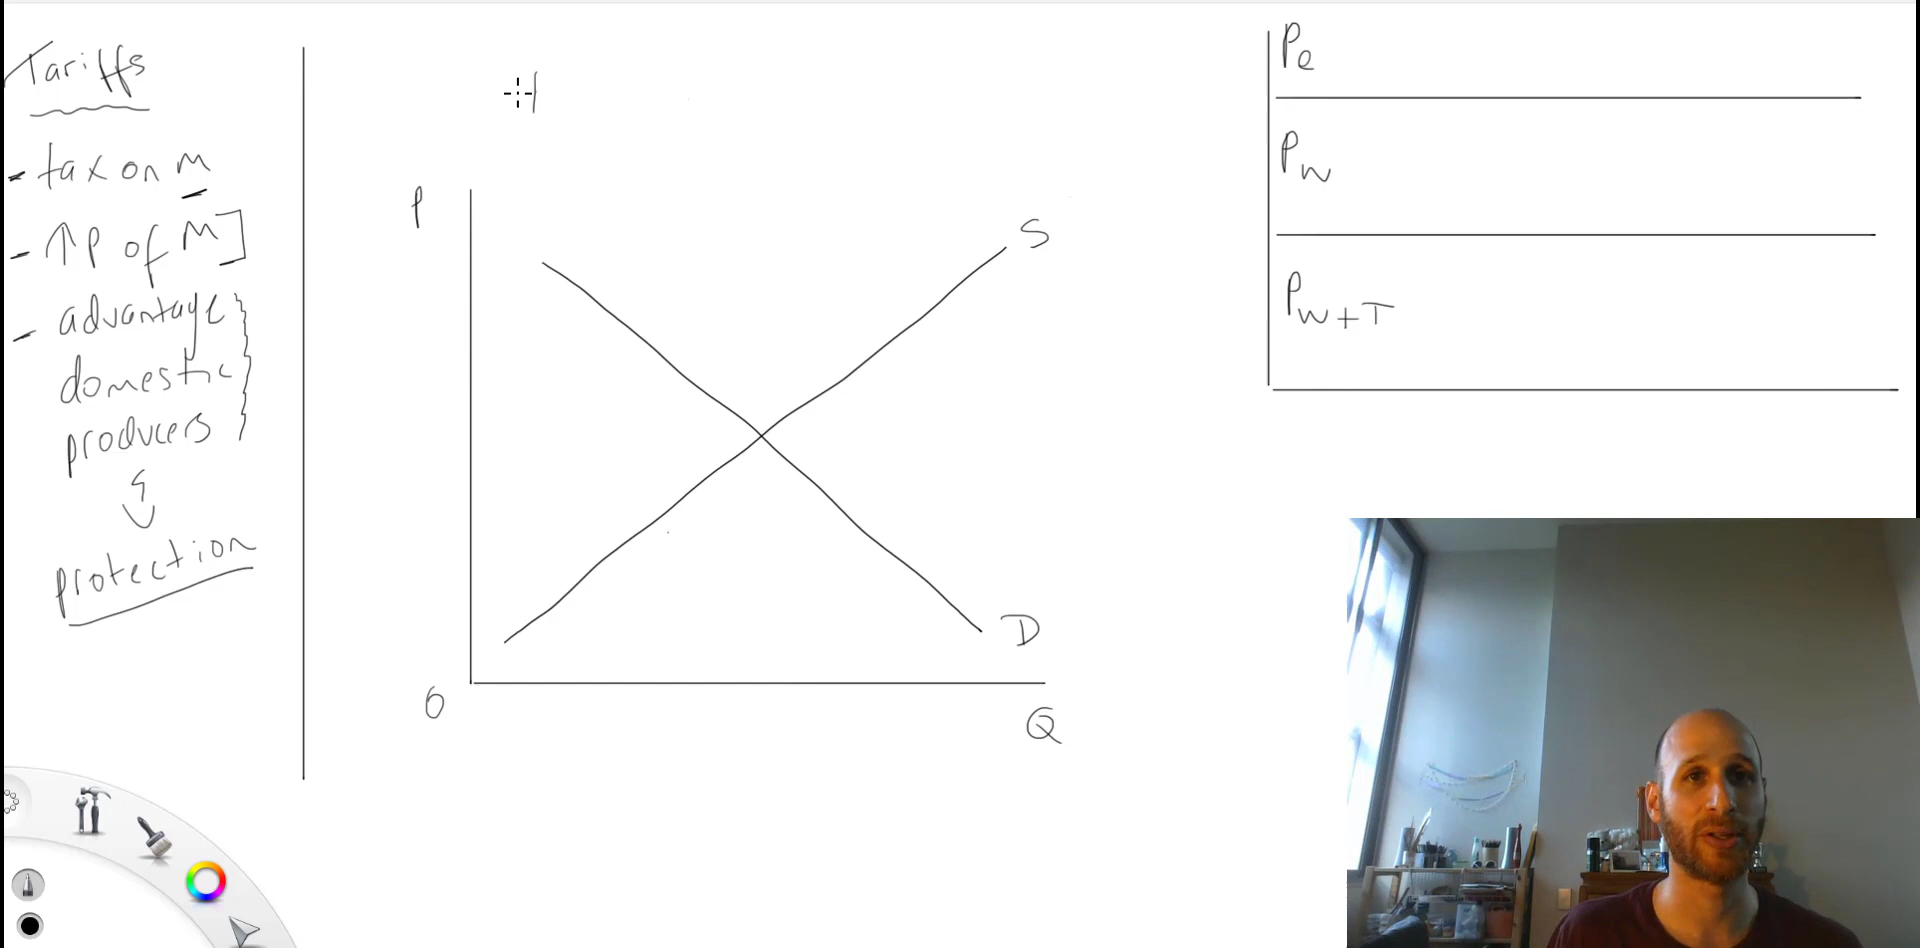 Tariffs
- tax on M
- ↑P of M]
- advantage
domestic
producers
protection
P
S
D
0
Q
Pe
Pw
Pw+T